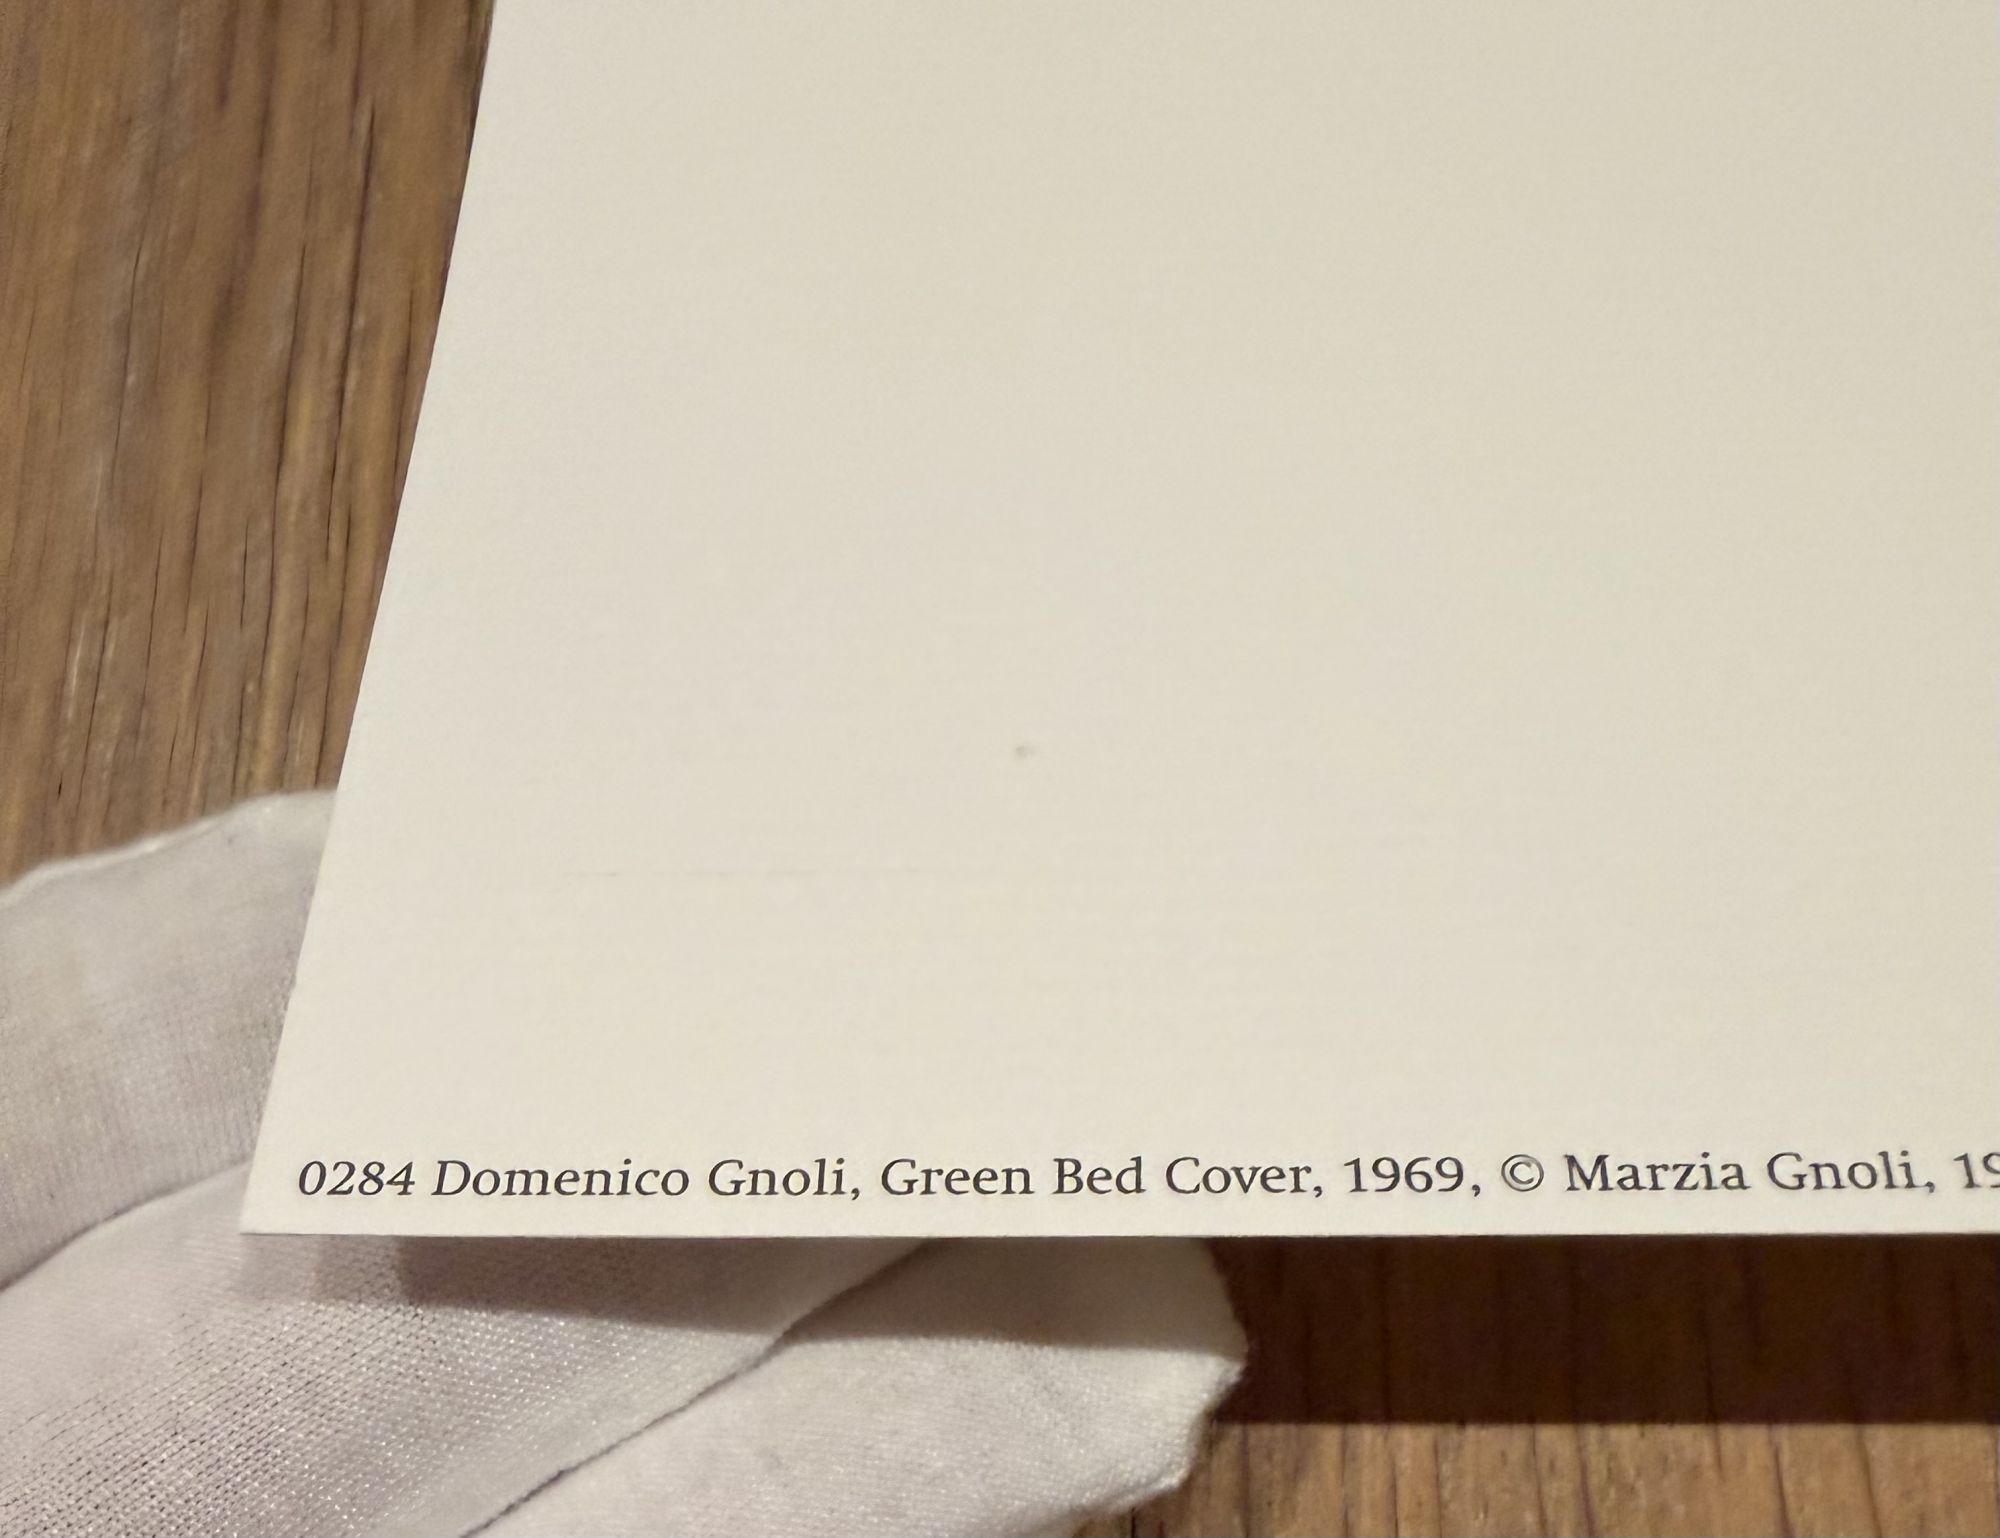 0284 Domenico Gnoli, Green Bed Cover, 1969, © Marzia Gnoli,